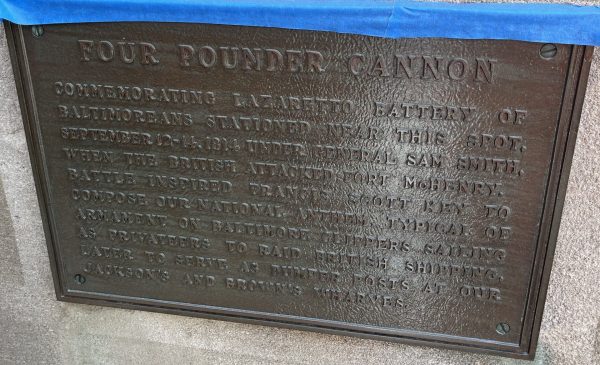 FOUR POUNDER CANNON
COMMEMORATING LAZARETTO BATTERY OF
BALTIMOREANS STATIONED NEAR THIS SPOT,
SEPTEMBER 12-14, 1814 UNDER GENERAL SAM SMITH,
WHEN THE BRITISH ATTACKED FORT McHENRY.
BATTLE INSPIRED FRANCIS SCOTT KEY TO
COMPOSE OUR NATIONAL ANTHEM. TYPICAL OF
ARMAMENT ON BALTIMORE CLIPPERS SAILING
AS PRIVATEERS TO RAID BRITISH SHIPPING,
LATER TO SERVE AS BUMPER POSTS AT OUR
JACKSON'S AND BROWN'S WHARVES